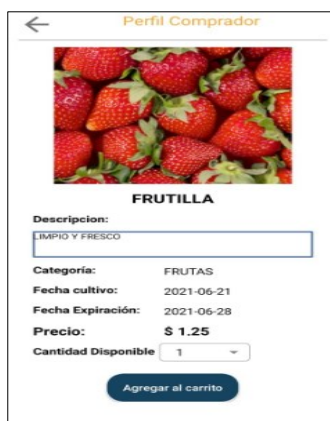 Perfil Comprador
FRUTILLA
Descripcion:
LIMPIO Y FRESCO
Categoría: FRUTAS
Fecha cultivo: 2021-06-21
Fecha Expiración: 2021-06-28
Precio: $ 1.25
Cantidad Disponible 1
Agregar al carrito